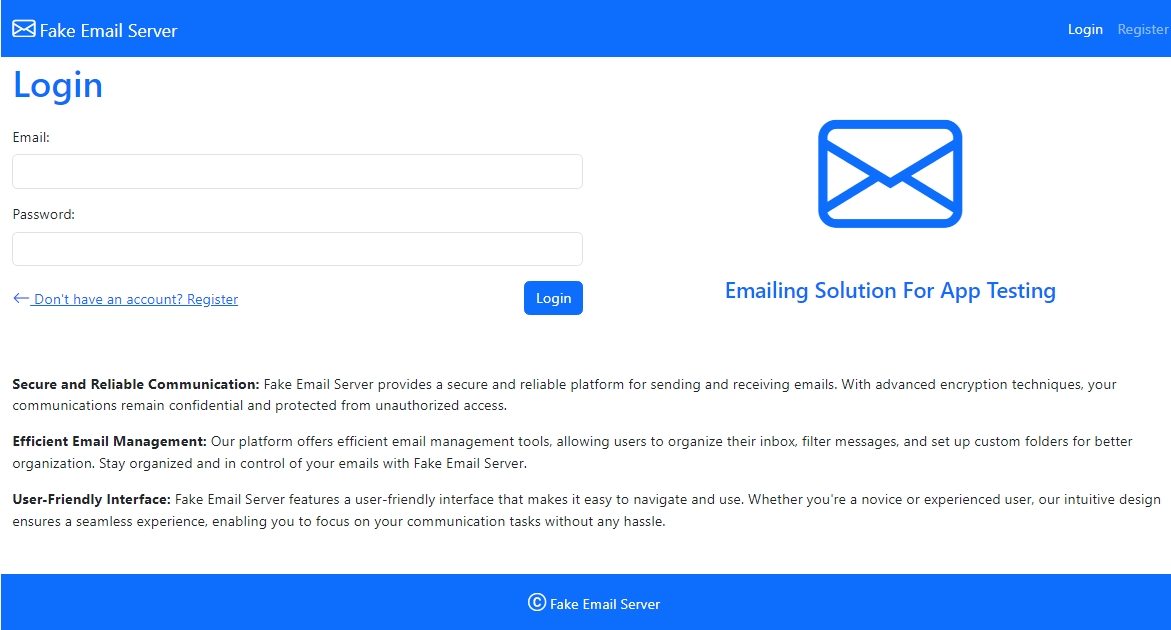 Fake Email Server
Login Register
Login
Email:
Password:
Don't have an account? Register
Login
Emailing Solution For App Testing
Secure and Reliable Communication: Fake Email Server provides a secure and reliable platform for sending and receiving emails. With advanced encryption techniques, your
communications remain confidential and protected from unauthorized access.
Efficient Email Management: Our platform offers efficient email management tools, allowing users to organize their inbox, filter messages, and set up custom folders for better
organization. Stay organized and in control of your emails with Fake Email Server.
User-Friendly Interface: Fake Email Server features a user-friendly interface that makes it easy to navigate and use. Whether you're a novice or experienced user, our intuitive design
ensures a seamless experience, enabling you to focus on your communication tasks without any hassle.
© Fake Email Server